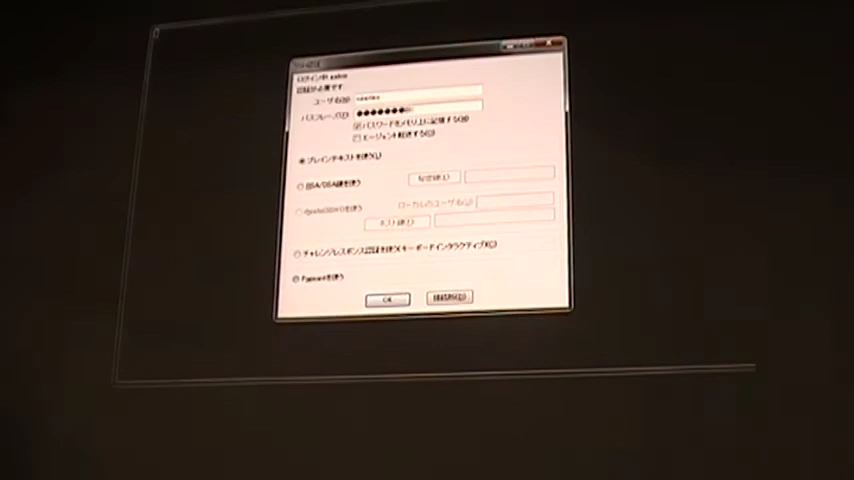 ログイン中:
認証が必要です.
ユーザ名(N):
パスフレーズ(P):
パスワードをメモリ上に記憶する(M)
エージェント転送する(O)
プレインテキストを使う(L)
RSA/DSA鍵を使う
秘密鍵(K):
rhosts(SSH1)を使う
ローカルのユーザ名(U):
ホスト鍵(F):
チャレンジレスポンス認証を使う(キーボードインタラクティブ)(C)
Pageantを使う
OK
接続断(D)